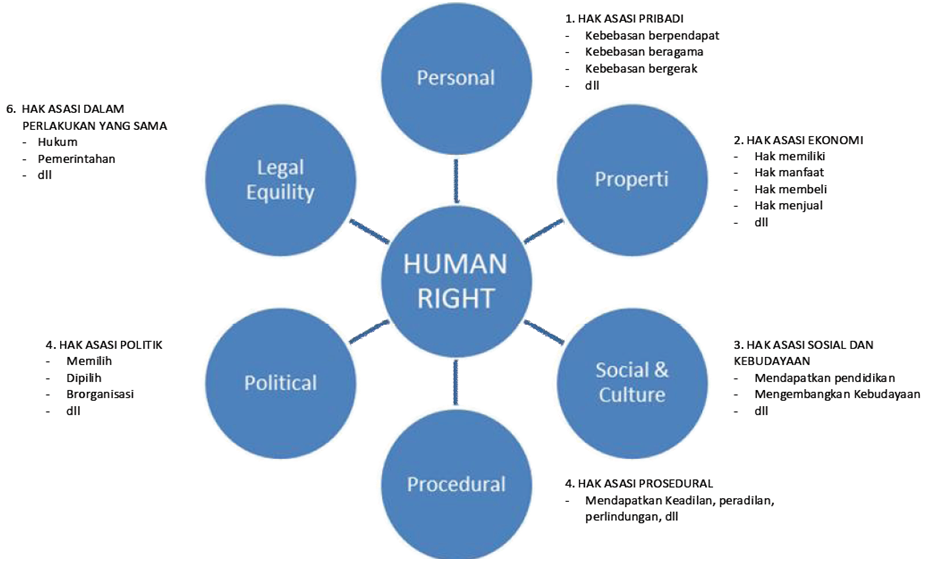 Personal
1. HAK ASASI PRIBADI
- Kebebasan berpendapat
- Kebebasan beragama
- Kebebasan bergerak
- dll
Properti
2. HAK ASASI EKONOMI
- Hak memiliki
- Hak manfaat
- Hak membeli
- Hak menjual
- dll
Social &
Culture
3. HAK ASASI SOSIAL DAN
KEBUDAYAAN
- Mendapatkan pendidikan
- Mengembangkan Kebudayaan
- dll
Procedural
4. HAK ASASI PROSEDURAL
- Mendapatkan Keadilan, peradilan,
perlindungan, dll
Political
4. HAK ASASI POLITIK
- Memilih
- Dipilih
- Brorganisasi
- dll
Legal
Equility
6. HAK ASASI DALAM
PERLAKUKAN YANG SAMA
- Hukum
- Pemerintahan
- dll
HUMAN
RIGHT